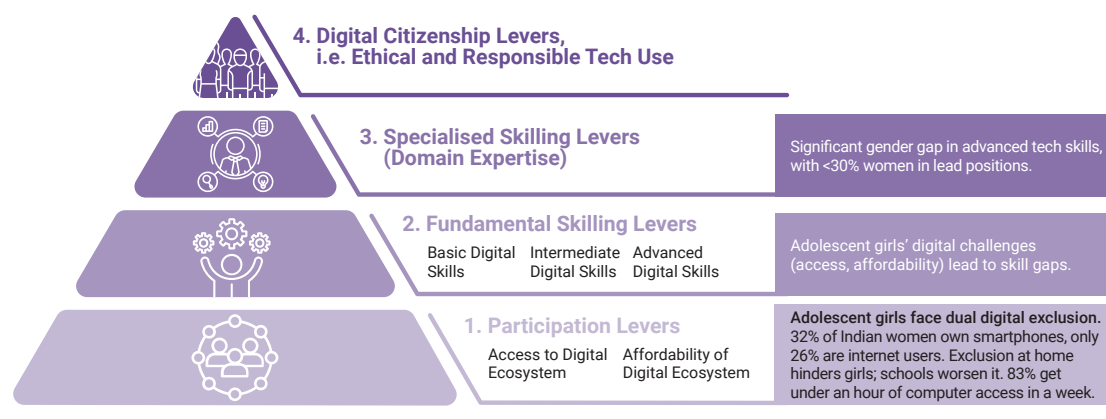 4. Digital Citizenship Levers,
i.e. Ethical and Responsible Tech Use
3. Specialised Skilling Levers
(Domain Expertise)
Significant gender gap in advanced tech skills,
with <30% women in lead positions.
2. Fundamental Skilling Levers
Basic Digital
Skills
Intermediate
Digital Skills
Advanced
Digital Skills
Adolescent girls’ digital challenges
(access, affordability) lead to skill gaps.
1. Participation Levers
Access to Digital
Ecosystem
Affordability of
Digital Ecosystem
Adolescent girls face dual digital exclusion.
32% of Indian women own smartphones, only
26% are internet users. Exclusion at home
hinders girls; schools worsen it. 83% get
under an hour of computer access in a week.